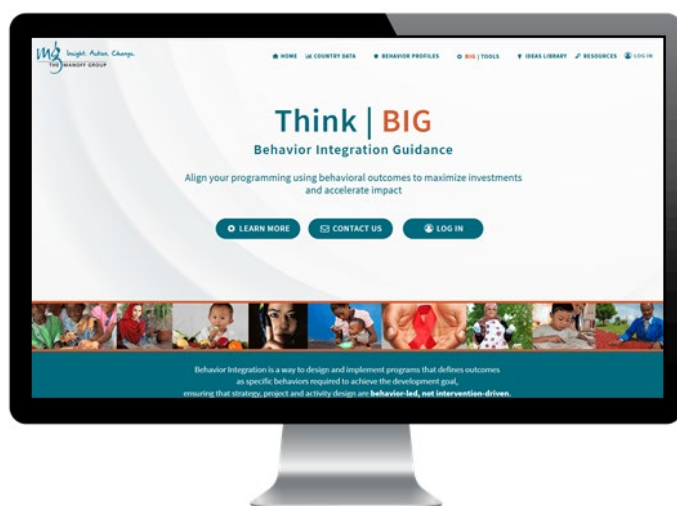 MG Insight. Action. Change.
THE MANOFF GROUP
HOME COUNTRY DATA BEHAVIOR PROFILES BIG | TOOLS IDEAS LIBRARY RESOURCES LOG IN
Think | BIG
Behavior Integration Guidance
Align your programming using behavioral outcomes to maximize investments
and accelerate impact
LEARN MORE CONTACT US LOG IN
Behavior Integration is a way to design and implement programs that defines outcomes
as specific behaviors required to achieve the development goal,
ensuring that strategy, project and activity design are behavior-led, not intervention-driven.